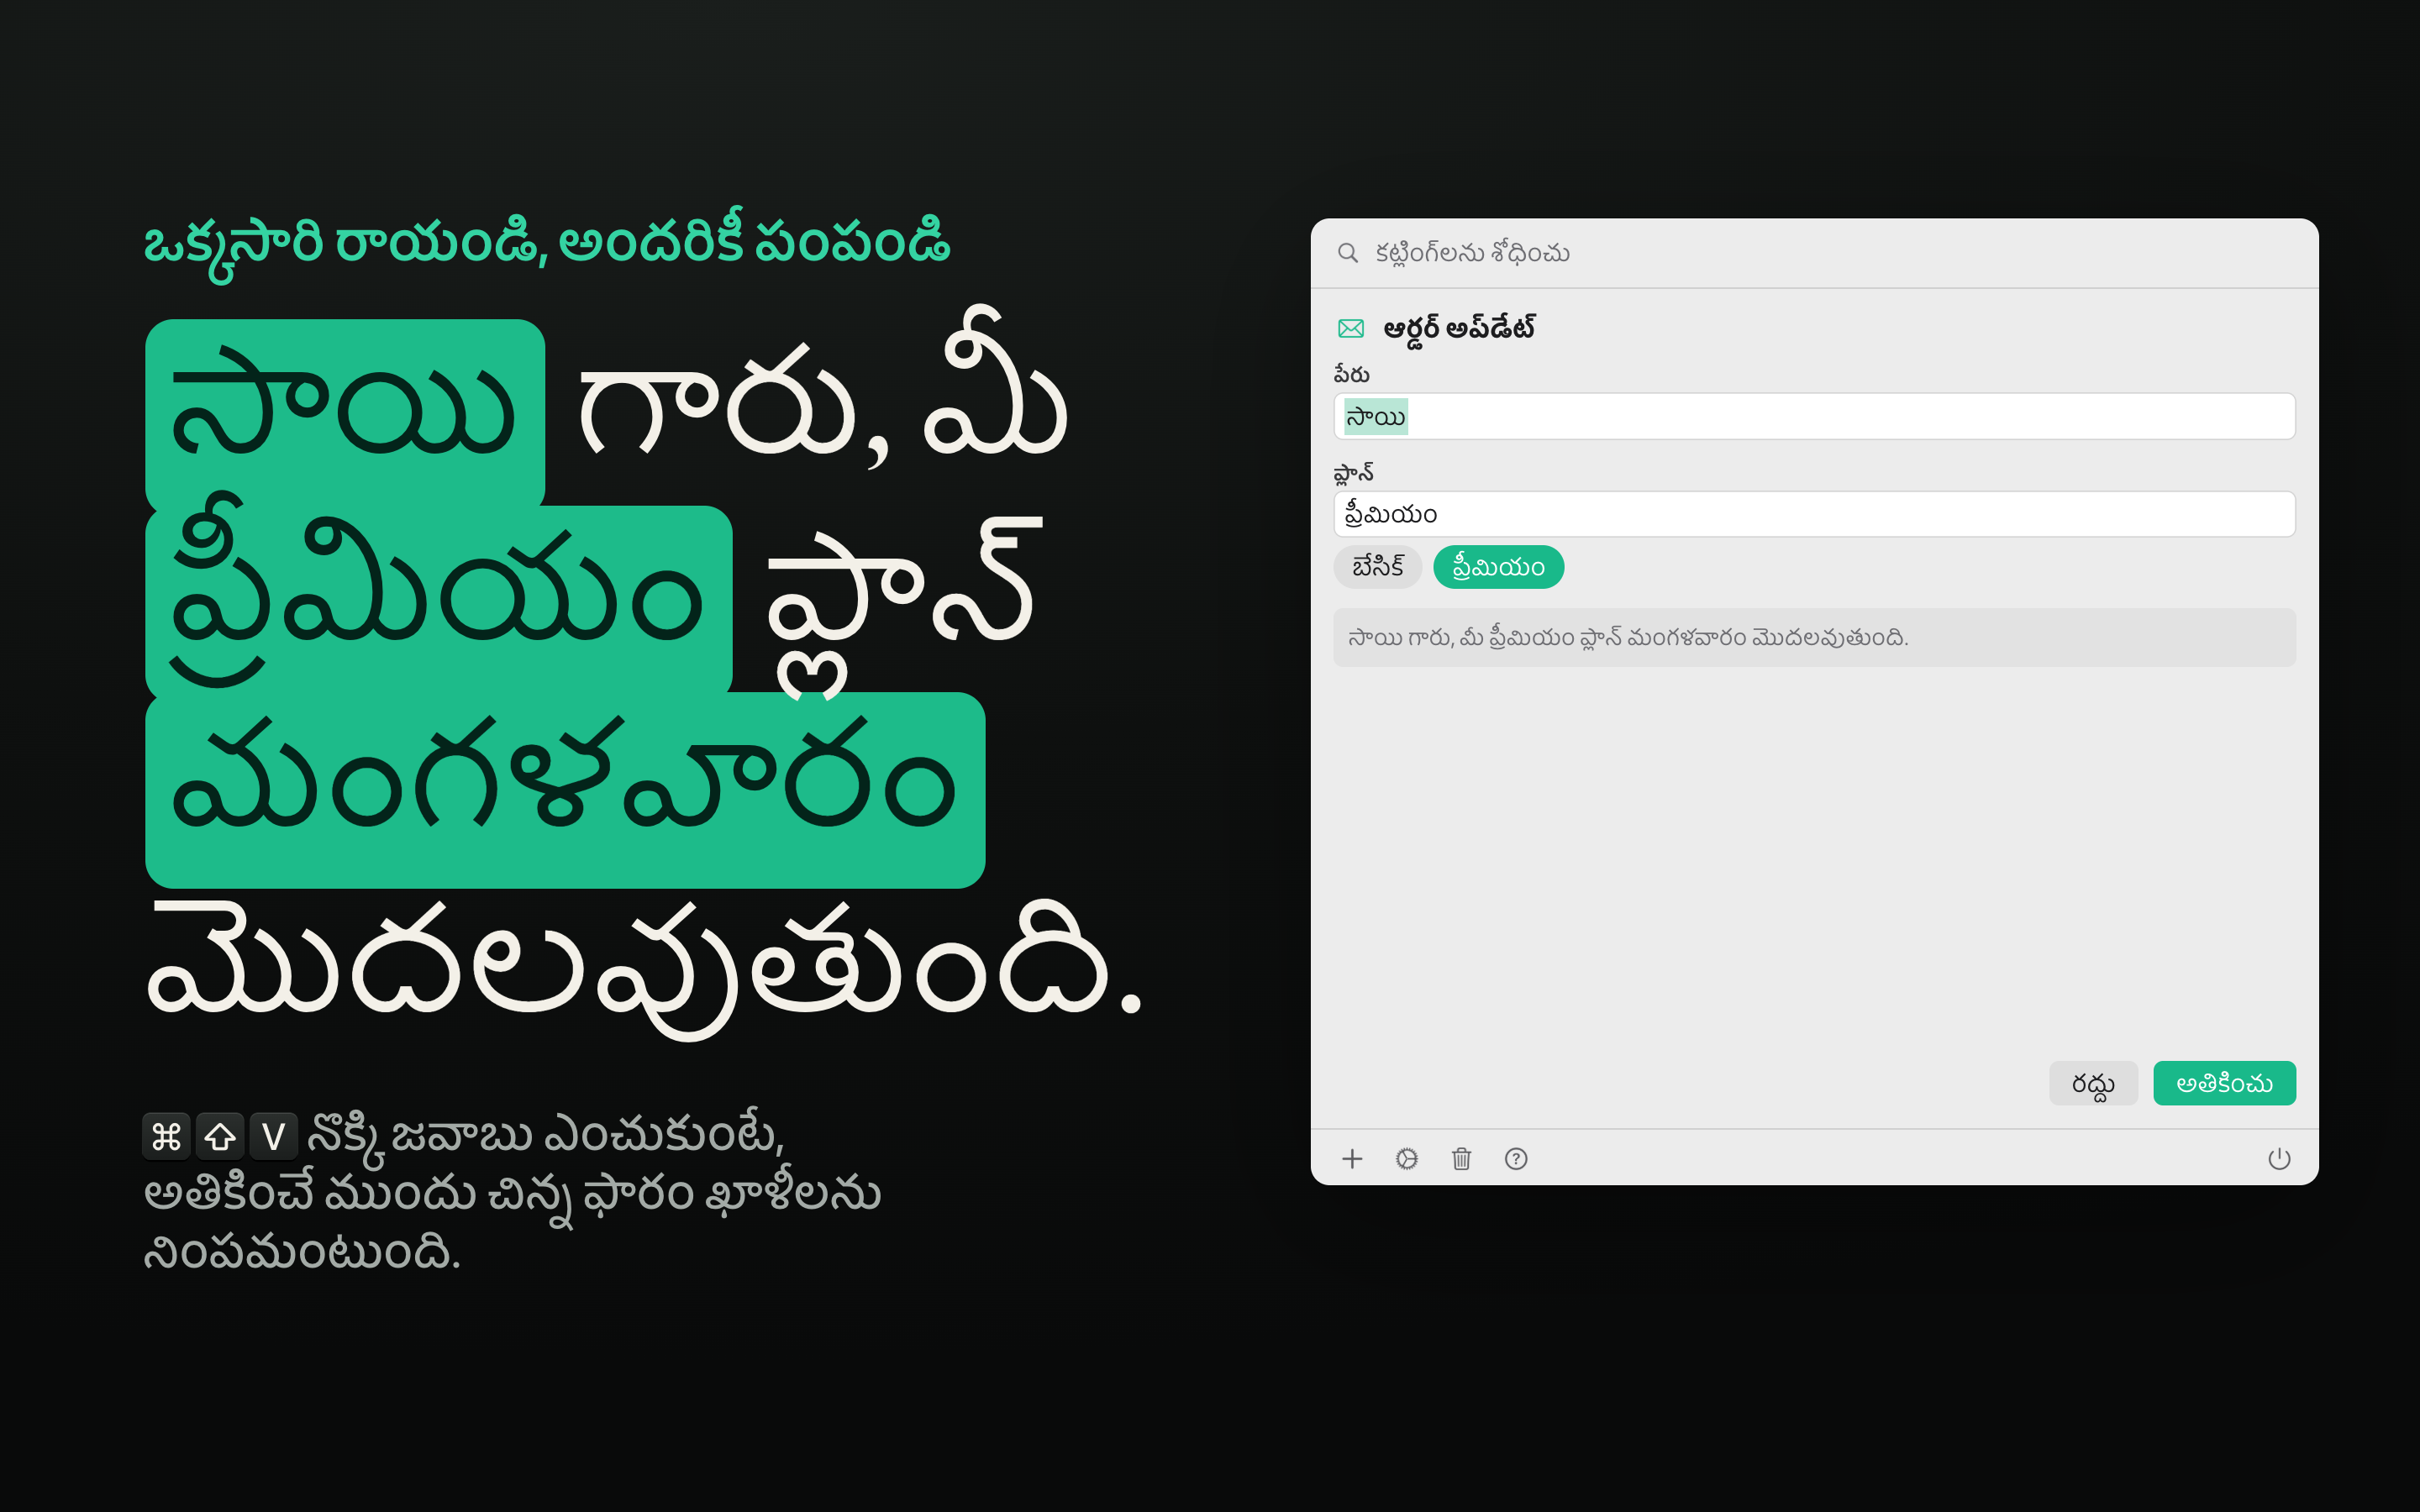 ఒక్కసారి రాయండి, అందరికీ పంపండి
సాయి గారు, మీ
ప్రీమియం ప్లాన్
మంగళవారం
మొదలవుతుంది.
⌘ ⇧ V నొక్కి జవాబు ఎంచుకుంటే,
అతికించే ముందు చిన్న ఫారం ఖాళీలను
నింపమంటుంది.
కట్టింగ్‌లను శోధించు
ఆర్డర్ అప్‌డేట్
పేరు
సాయి
ప్లాన్
ప్రీమియం
బేసిక్ ప్రీమియం
సాయి గారు, మీ ప్రీమియం ప్లాన్ మంగళవారం మొదలవుతుంది.
రద్దు అతికించు